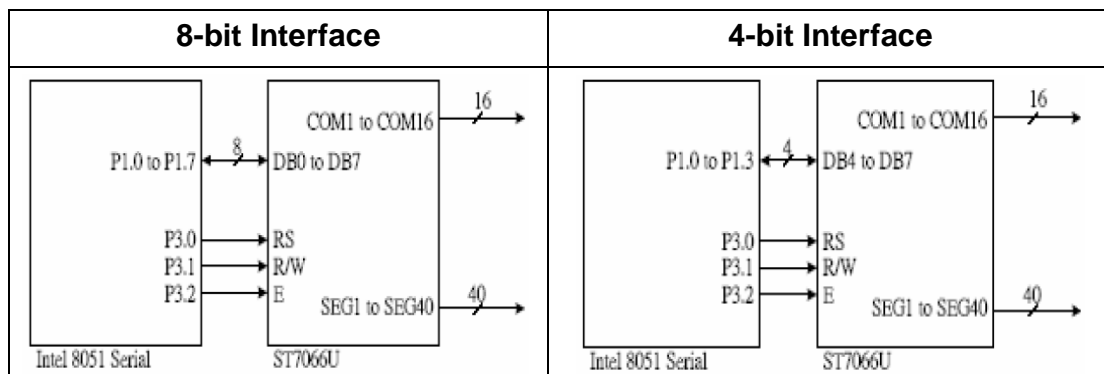 8-bit Interface
4-bit Interface
16
COM1 to COM16
8
P1.0 to P1.7
DB0 to DB7
P3.0
RS
P3.1
R/W
P3.2
E
40
SEG1 to SEG40
Intel 8051 Serial
ST7066U
16
COM1 to COM16
4
P1.0 to P1.3
DB4 to DB7
P3.0
RS
P3.1
R/W
P3.2
E
40
SEG1 to SEG40
Intel 8051 Serial
ST7066U